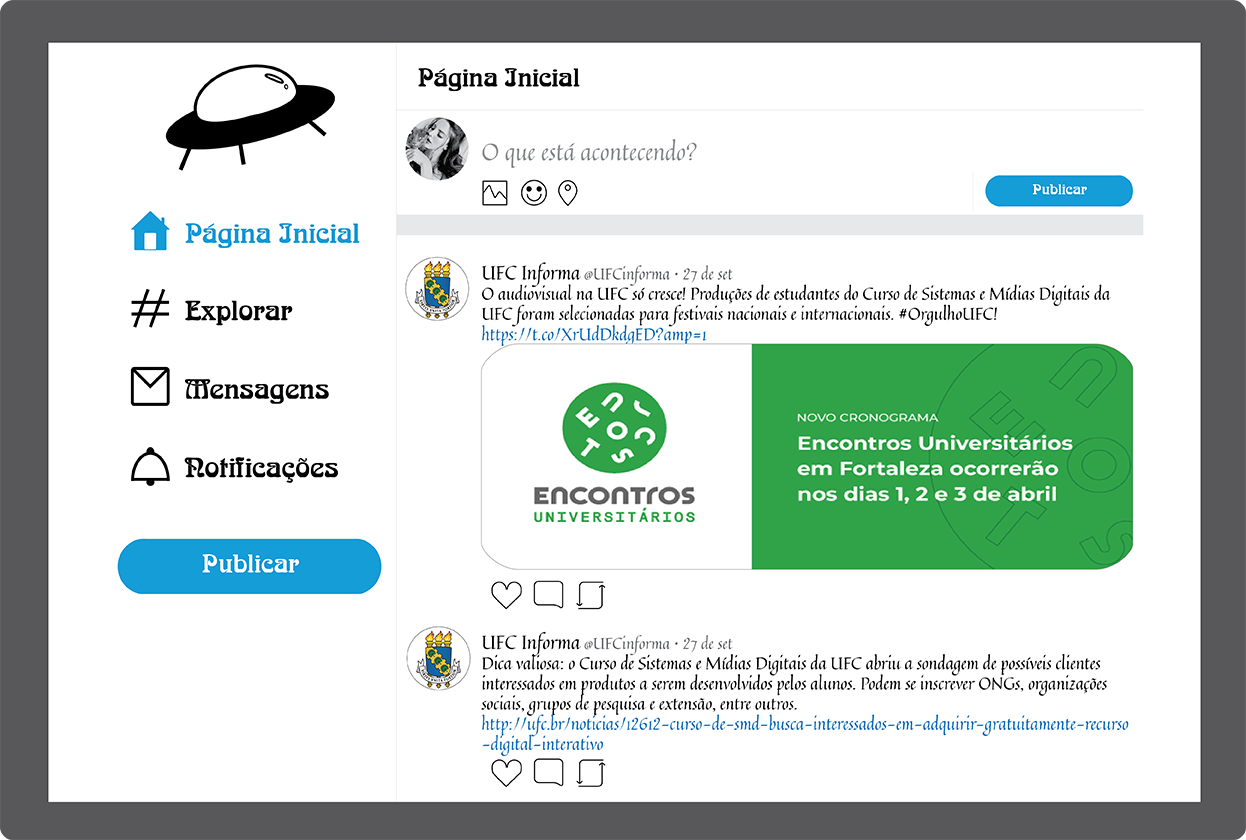 Página Inicial
Explorar
Mensagens
Notificações
Publicar
Página Inicial
O que está acontecendo?
Publicar
UFC Informa @UFCinforma · 27 de set
O audiovisual na UFC só cresce! Produções de estudantes do Curso de Sistemas e Mídias Digitais da
UFC foram selecionadas para festivais nacionais e internacionais. #OrgulhoUFC!
https://t.co/XrUdDkdgED?amp=1
ENCONTROS
UNIVERSITÁRIOS
NOVO CRONOGRAMA
Encontros Universitários
em Fortaleza ocorrerão
nos dias 1, 2 e 3 de abril
UFC Informa @UFCinforma · 27 de set
Dica valiosa: o Curso de Sistemas e Mídias Digitais da UFC abriu a sondagem de possíveis clientes
interessados em produtos a serem desenvolvidos pelos alunos. Podem se inscrever ONGs, organizações
sociais, grupos de pesquisa e extensão, entre outros.
http://ufc.br/noticias/12612-curso-de-smd-busca-interessados-em-adquirir-gratuitamente-recurso
-digital-interativo